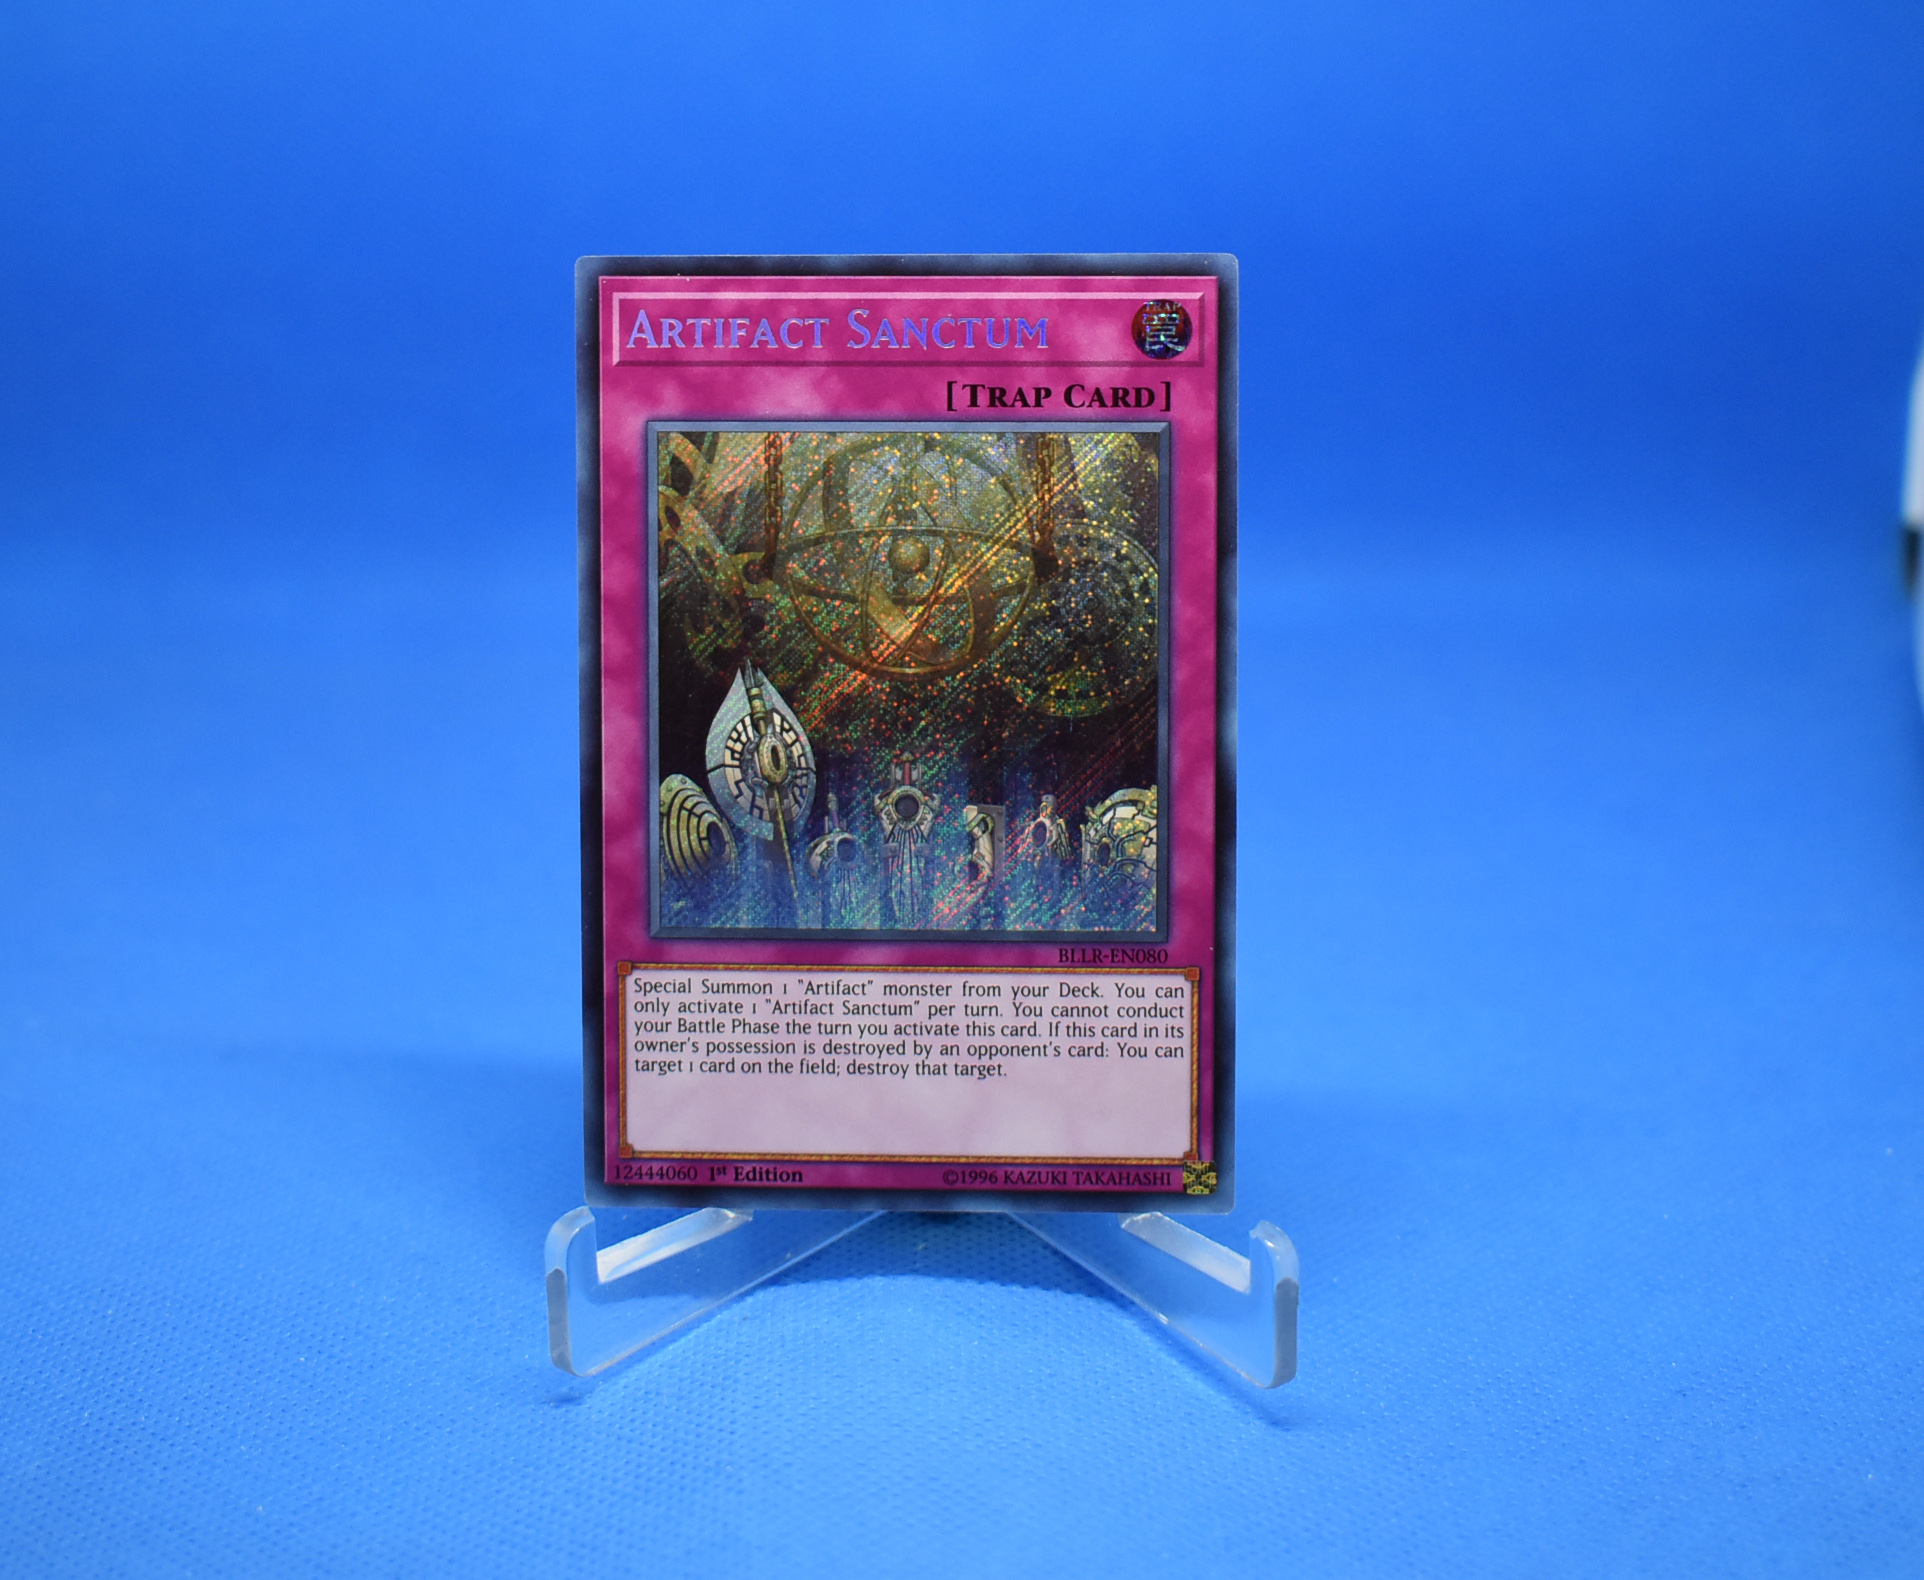 Artifact Sanctum
TRAP
罠
[Trap Card]
BLLR-EN080
Special Summon 1 "Artifact" monster from your Deck. You can
only activate 1 "Artifact Sanctum" per turn. You cannot conduct
your Battle Phase the turn you activate this card. If this card in its
owner's possession is destroyed by an opponent's card: You can
target 1 card on the field; destroy that target.
12444060 1st Edition ©1996 KAZUKI TAKAHASHI